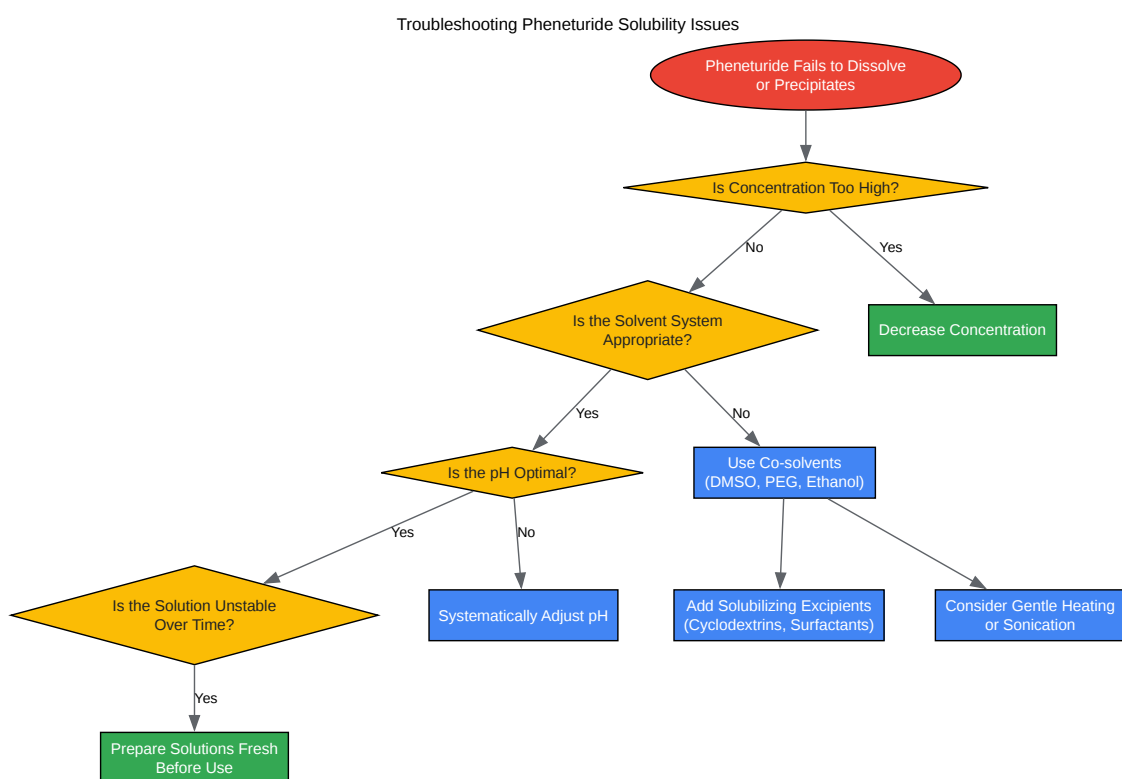 Troubleshooting Pheneturide Solubility Issues
Pheneturide Fails to Dissolve
or Precipitates
Is Concentration Too High?
No
Yes
Is the Solvent System
Appropriate?
Decrease Concentration
Yes
No
Is the pH Optimal?
Use Co-solvents
(DMSO, PEG, Ethanol)
Yes
No
Is the Solution Unstable
Over Time?
Systematically Adjust pH
Add Solubilizing Excipients
(Cyclodextrins, Surfactants)
Consider Gentle Heating
or Sonication
Yes
Prepare Solutions Fresh
Before Use